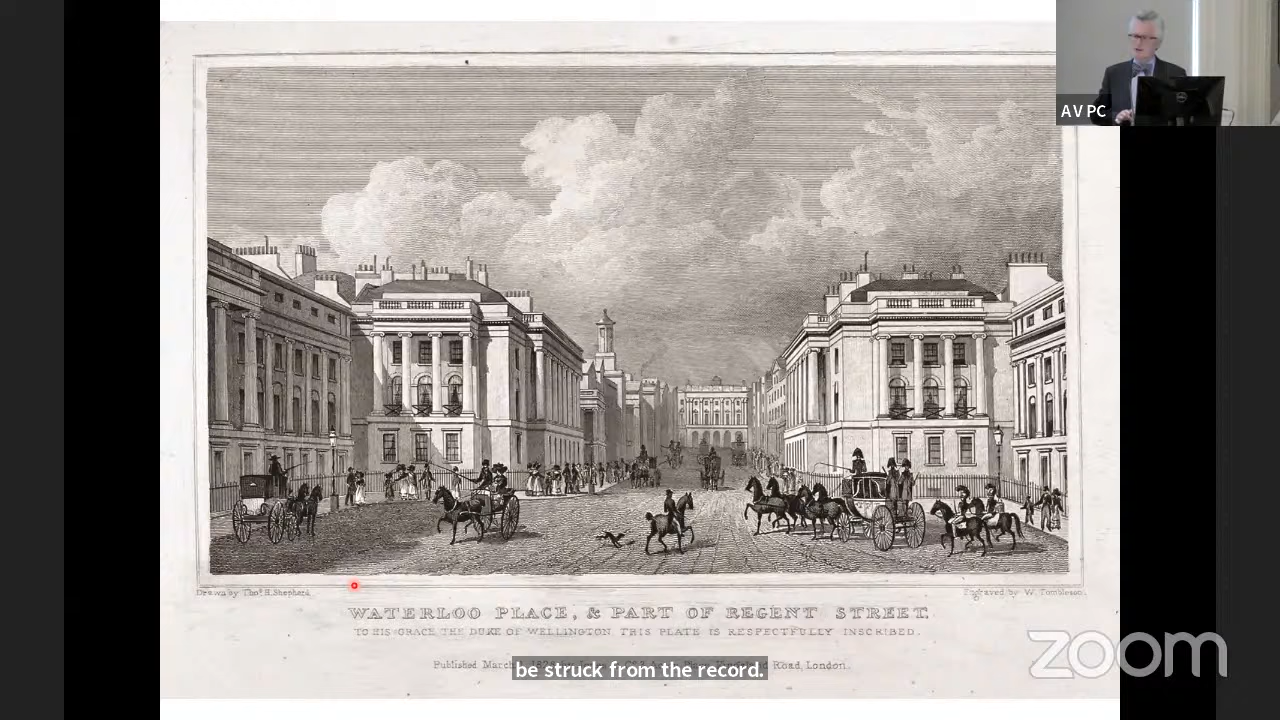 AV PC
Drawn by Thos. H. Shepherd.
Engraved by W. Tombleson.
WATERLOO PLACE, & PART OF REGENT STREET.
TO HIS GRACE THE DUKE OF WELLINGTON THIS PLATE IS RESPECTFULLY INSCRIBED.
Published March
Road, London.
be struck from the record.
zoom